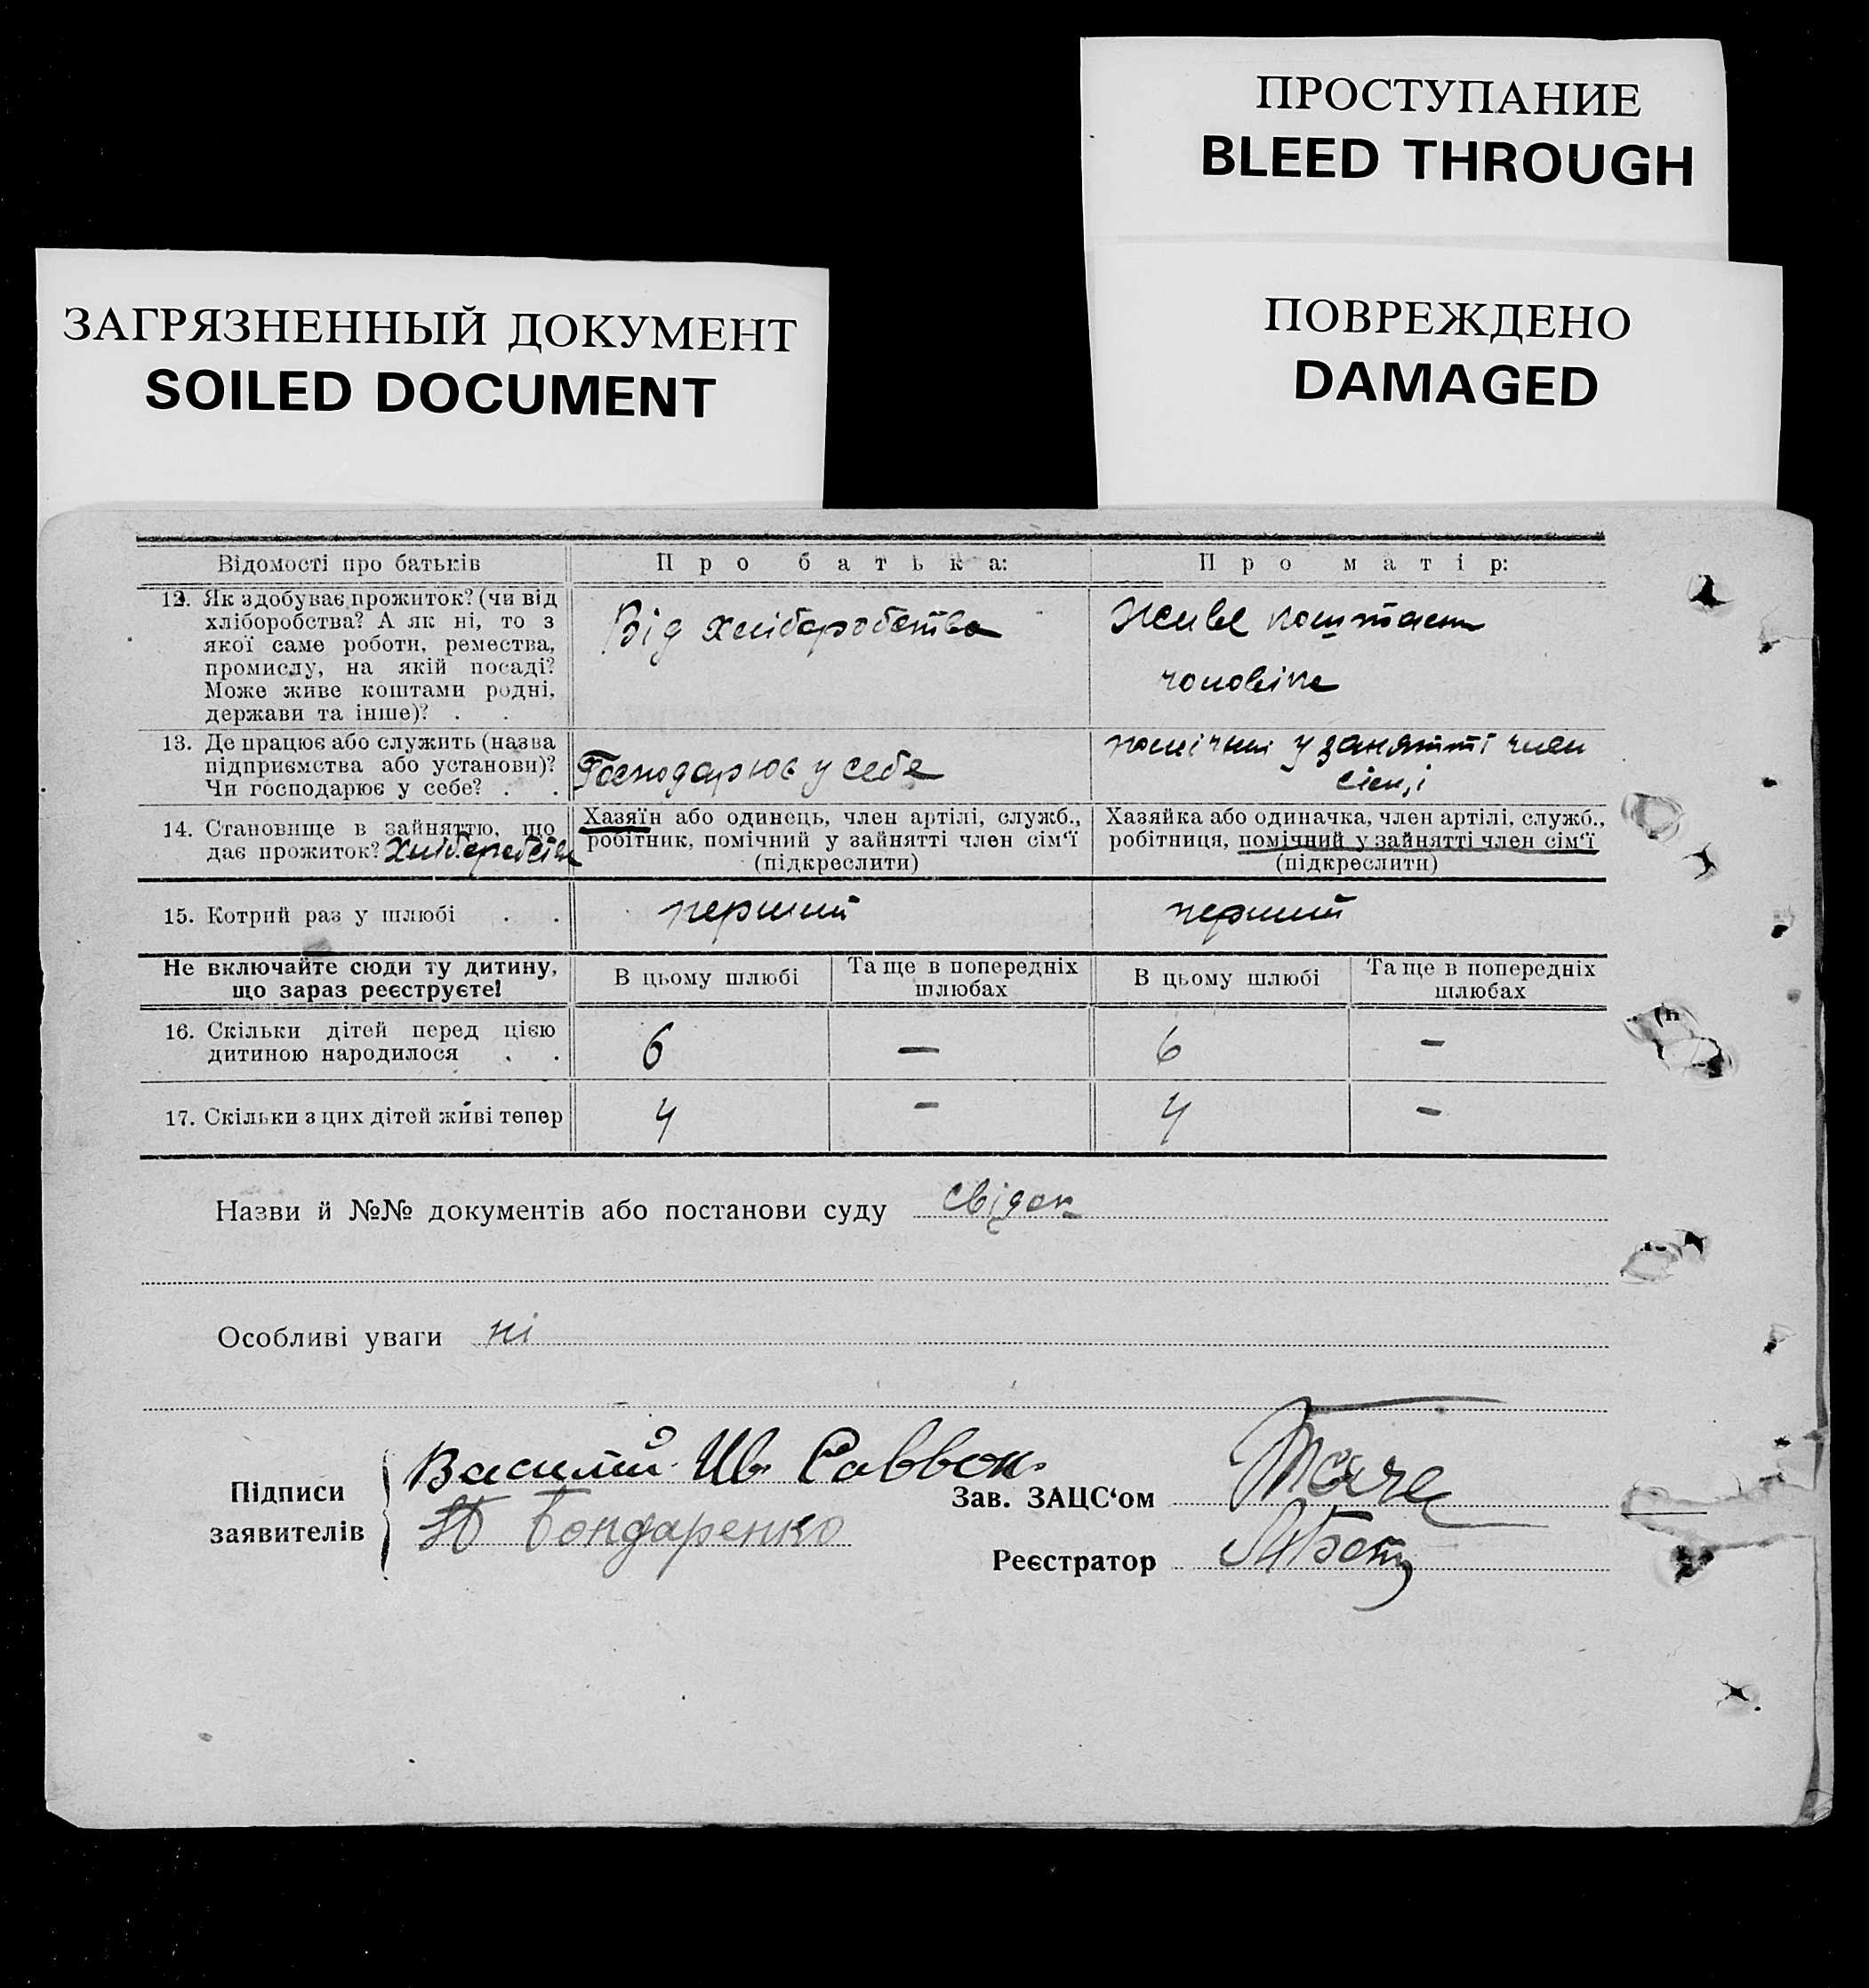 ПРОСТУПАНИЕ
BLEED THROUGH
ЗАГРЯЗНЕННЫЙ ДОКУМЕНТ
SOILED DOCUMENT
ПОВРЕЖДЕНО
DAMAGED
Відомості про батьків
Про батька:
Про матір:
12. Як здобуває прожиток? (чи від
хліборобства? А як ні, то з
якої саме роботи, ремества,
промислу, на якій посаді?
Може живе коштами родні,
держави та інше)? . .
Від хліборобства
Живе коштами
чоловіка
13. Де працює або служить (назва
підприємства або установи)?
Чи господарює у себе? . .
Господарює у себе
помічний у занятті член
сім'ї
14. Становище в зайняттю, що
дає прожиток? Хліборобство
Хазяїн або одинець, член артілі, служб.,
робітник, помічний у зайнятті член сім‘ї
(підкреслити)
Хазяйка або одиначка, член артілі, служб.,
робітниця, помічний у зайнятті член сім‘ї
(підкреслити)
15. Котрий раз у шлюбі . .
перший
перший
Не включайте сюди ту дитину,
що зараз реєструєте!
В цьому шлюбі
Та ще в попередніх
шлюбах
В цьому шлюбі
Та ще в попередніх
шлюбах
16. Скільки дітей перед цією
дитиною народилося . .
6
—
6
—
17. Скільки з цих дітей живі тепер
4
—
4
—
Назви й №№ документів або постанови суду свідок
Особливі уваги ні
Підписи
заявителів
Василий Ив. Саввон.
Бондаренко
Зав. ЗАЦС‘ом
Реєстратор